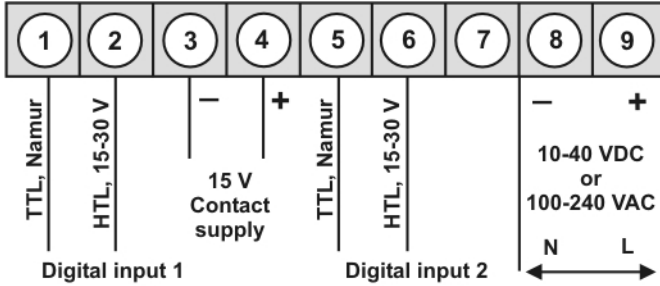 1 2 3 4 5 6 7 8 9
− + − +
TTL, Namur
HTL, 15-30 V
15 V
Contact
supply
TTL, Namur
HTL, 15-30 V
10-40 VDC
or
100-240 VAC
N L
Digital input 1 Digital input 2